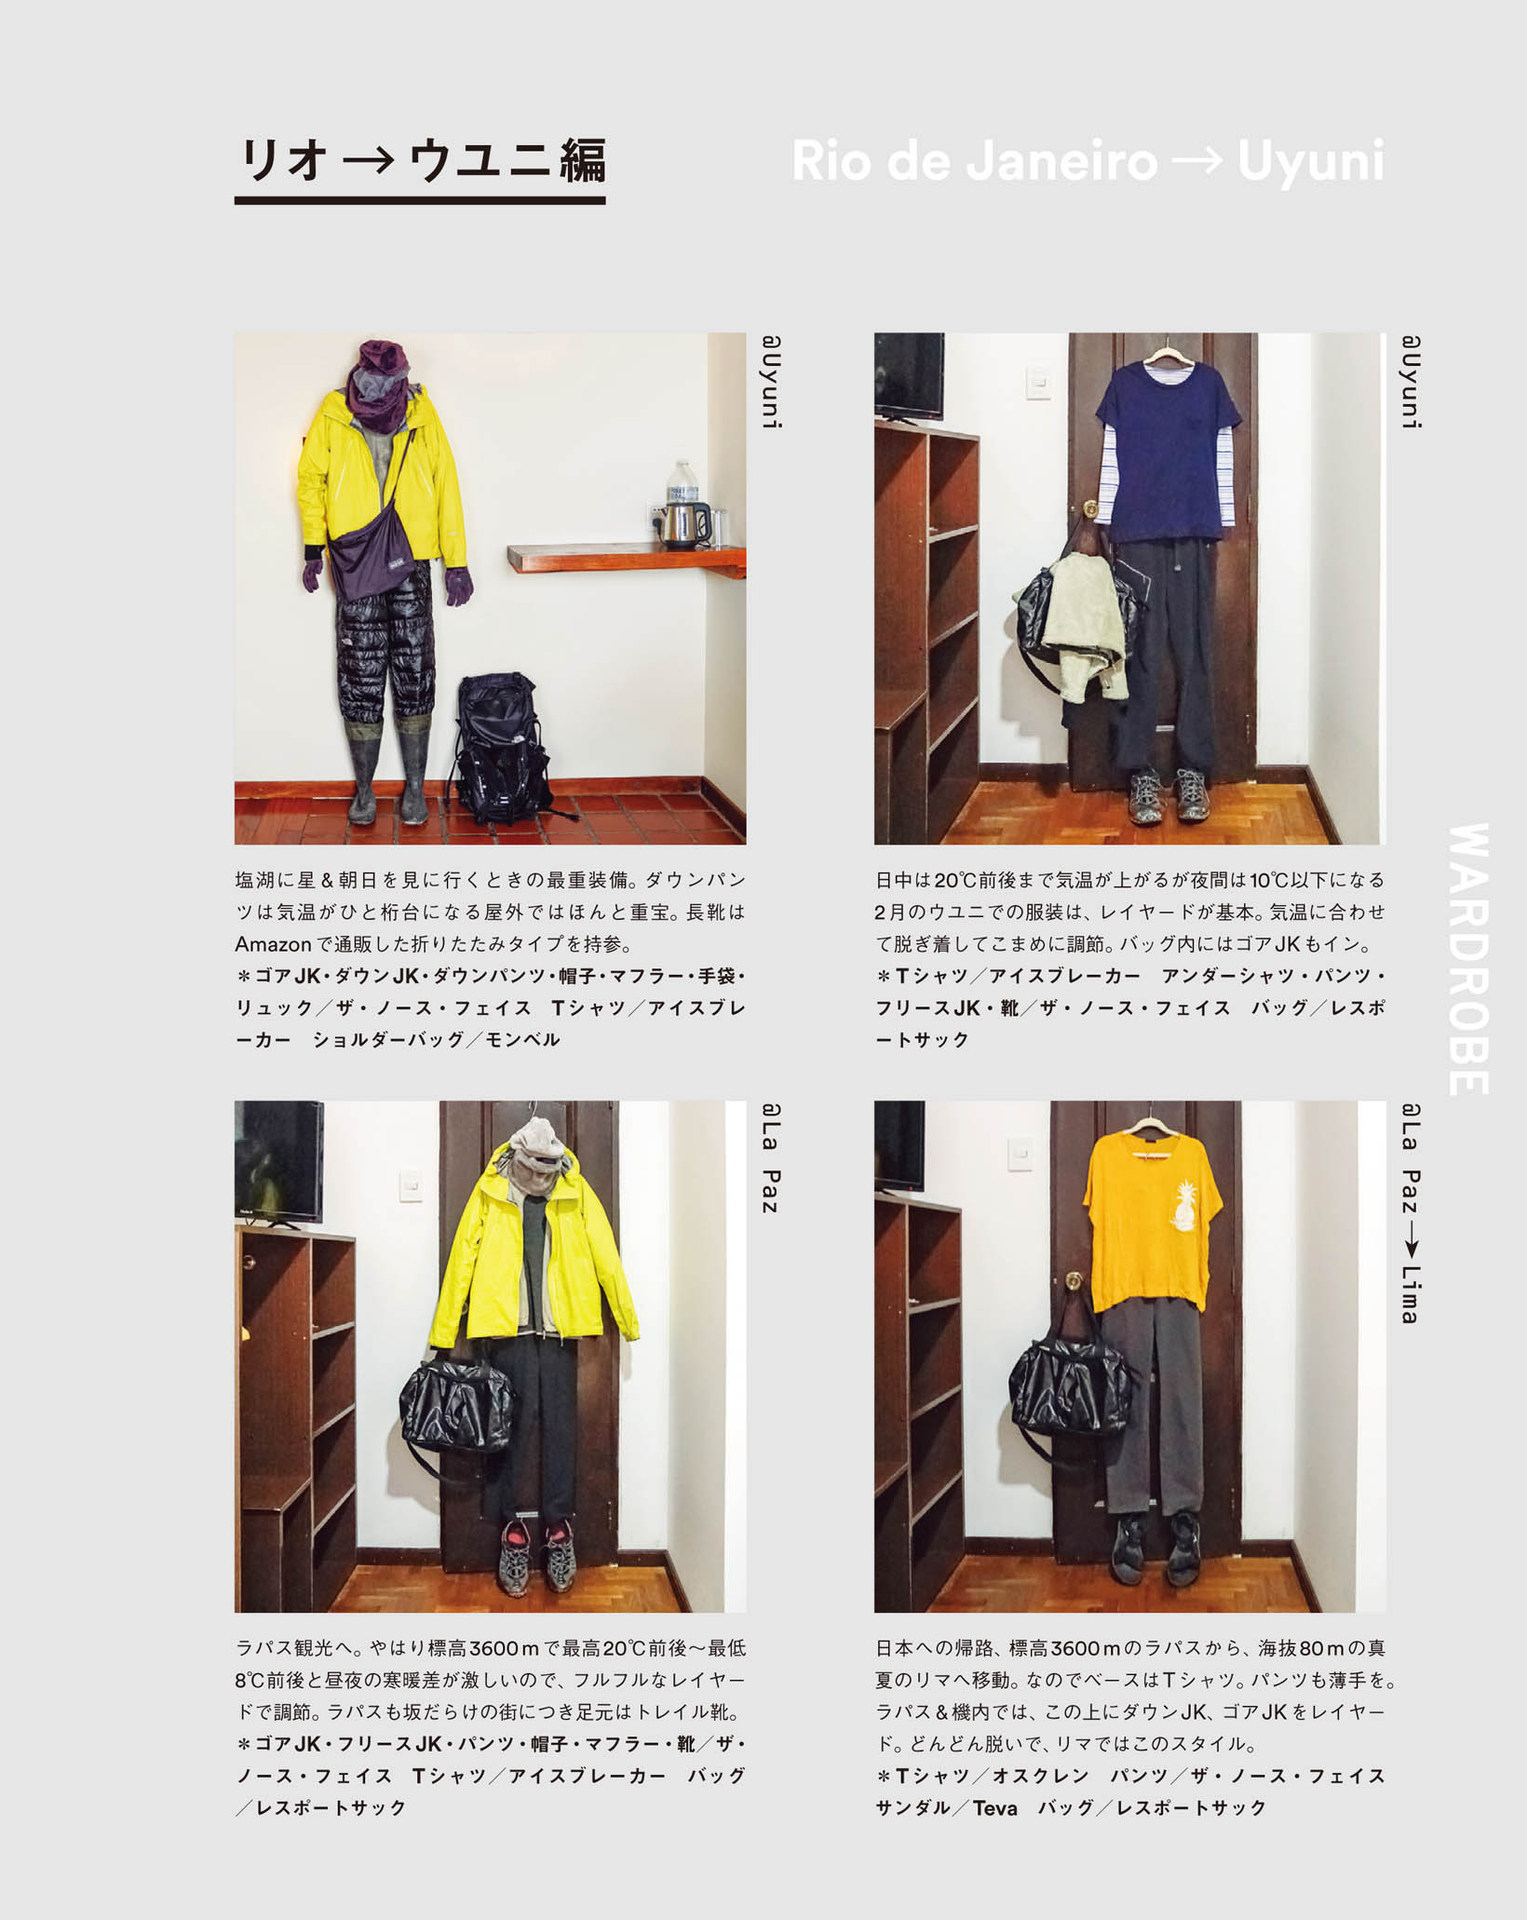 リオ→ウユニ編
Rio de Janeiro→Uyuni
@Uyuni
塩湖に星&朝日を見に行くときの最重装備。ダウンパン
ツは気温がひと桁台になる屋外ではほんと重宝。長靴は
Amazonで通販した折りたたみタイプを持参。
*ゴアJK・ダウンJK・ダウンパンツ・帽子・マフラー・手袋・
リュック／ザ・ノース・フェイス　Tシャツ／アイスブレ
ーカー　ショルダーバッグ／モンベル
@Uyuni
日中は20℃前後まで気温が上がるが夜間は10℃以下になる
2月のウユニでの服装は、レイヤードが基本。気温に合わせ
て脱ぎ着してこまめに調節。バッグ内にはゴアJKもイン。
*Tシャツ／アイスブレーカー　アンダーシャツ・パンツ・
フリースJK・靴／ザ・ノース・フェイス　バッグ／レスポ
ートサック
@La Paz
ラパス観光へ。やはり標高3600mで最高20℃前後〜最低
8℃前後と昼夜の寒暖差が激しいので、フルフルなレイヤー
ドで調節。ラパスも坂だらけの街につき足元はトレイル靴。
*ゴアJK・フリースJK・パンツ・帽子・マフラー・靴／ザ・
ノース・フェイス　Tシャツ／アイスブレーカー　バッグ
／レスポートサック
@La Paz→Lima
日本への帰路、標高3600mのラパスから、海抜80mの真
夏のリマへ移動。なのでベースはTシャツ。パンツも薄手を。
ラパス&機内では、この上にダウンJK、ゴアJKをレイヤー
ド。どんどん脱いで、リマではこのスタイル。
*Tシャツ／オスクレン　パンツ／ザ・ノース・フェイス
サンダル／Teva　バッグ／レスポートサック
WARDROBE